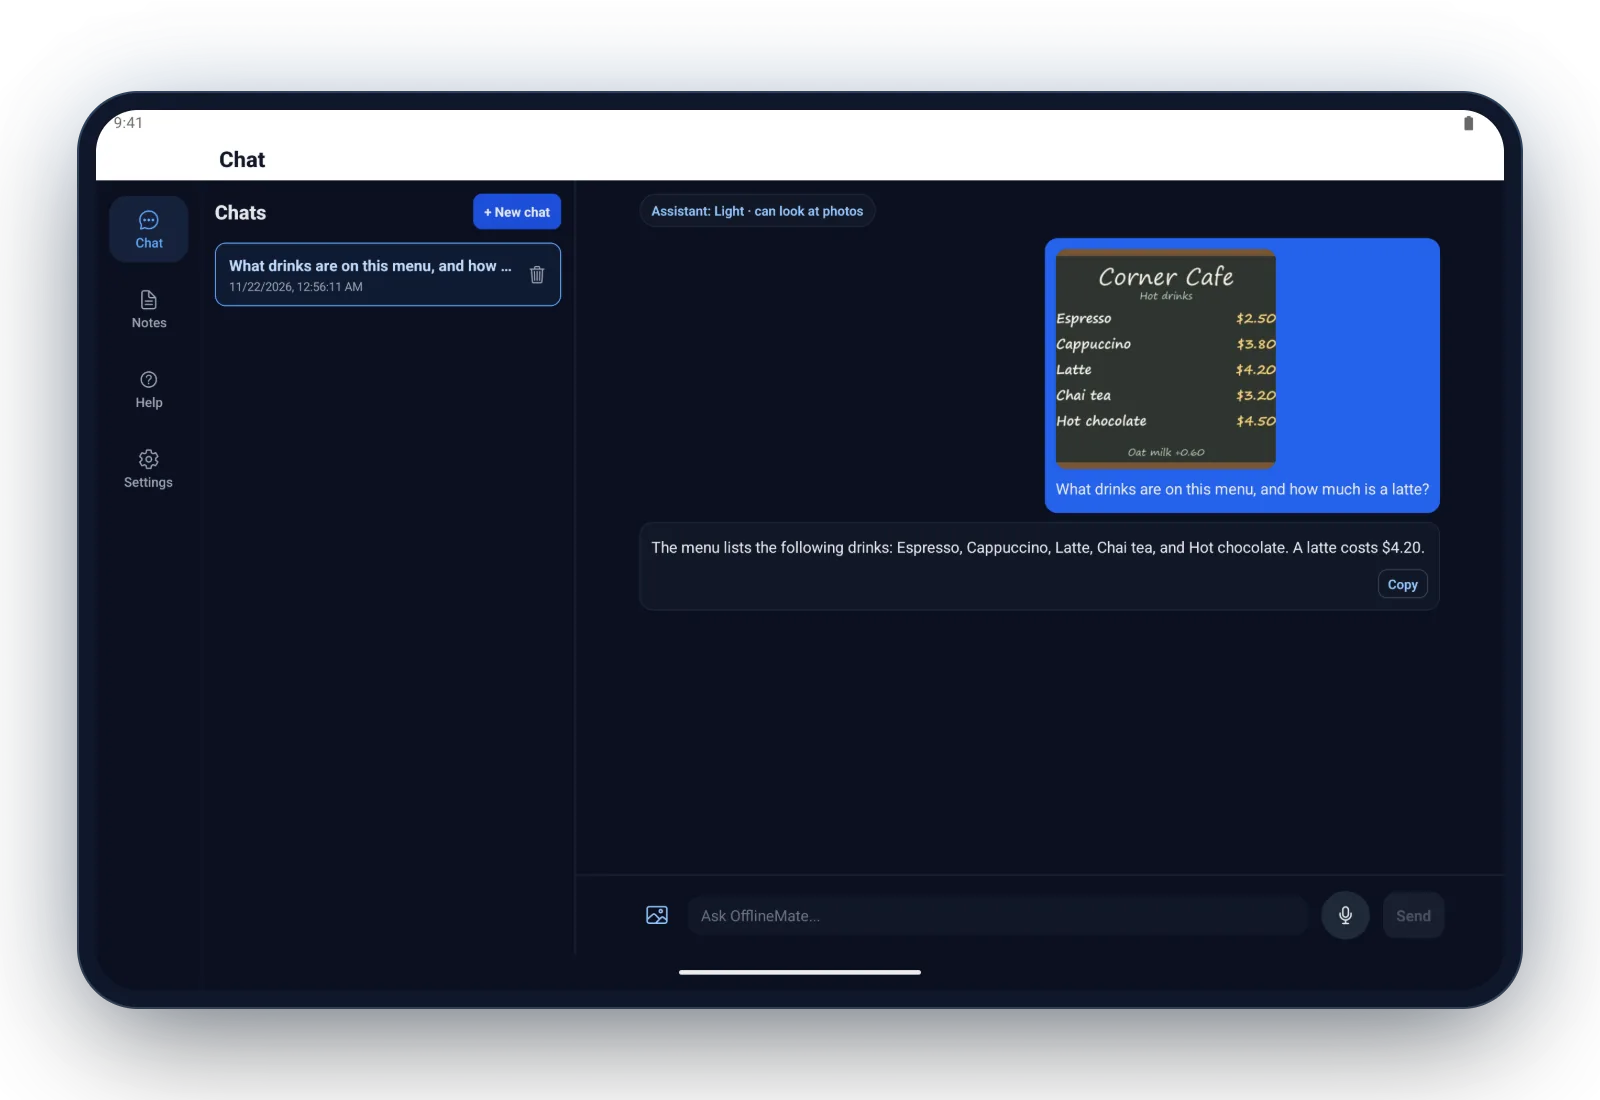 9:41
Chat
Chat
Notes
Help
Settings
Chats
+ New chat
What drinks are on this menu, and how ...
11/22/2026, 12:56:11 AM
Assistant: Light · can look at photos
Corner Cafe
Hot drinks
Espresso $2.50
Cappuccino $3.80
Latte $4.20
Chai tea $3.20
Hot chocolate $4.50
Oat milk +0.60
What drinks are on this menu, and how much is a latte?
The menu lists the following drinks: Espresso, Cappuccino, Latte, Chai tea, and Hot chocolate. A latte costs $4.20.
Copy
Ask OfflineMate...
Send